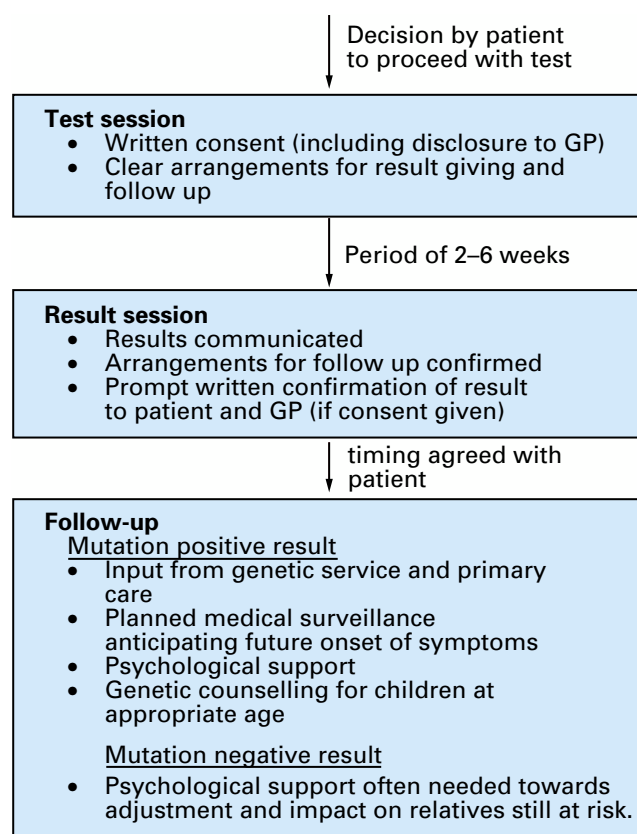 Decision by patient
to proceed with test
Test session
• Written consent (including disclosure to GP)
• Clear arrangements for result giving and
follow up
Period of 2–6 weeks
Result session
• Results communicated
• Arrangements for follow up confirmed
• Prompt written confirmation of result
to patient and GP (if consent given)
timing agreed with
patient
Follow-up
Mutation positive result
• Input from genetic service and primary
care
• Planned medical surveillance
anticipating future onset of symptoms
• Psychological support
• Genetic counselling for children at
appropriate age
Mutation negative result
• Psychological support often needed towards
adjustment and impact on relatives still at risk.